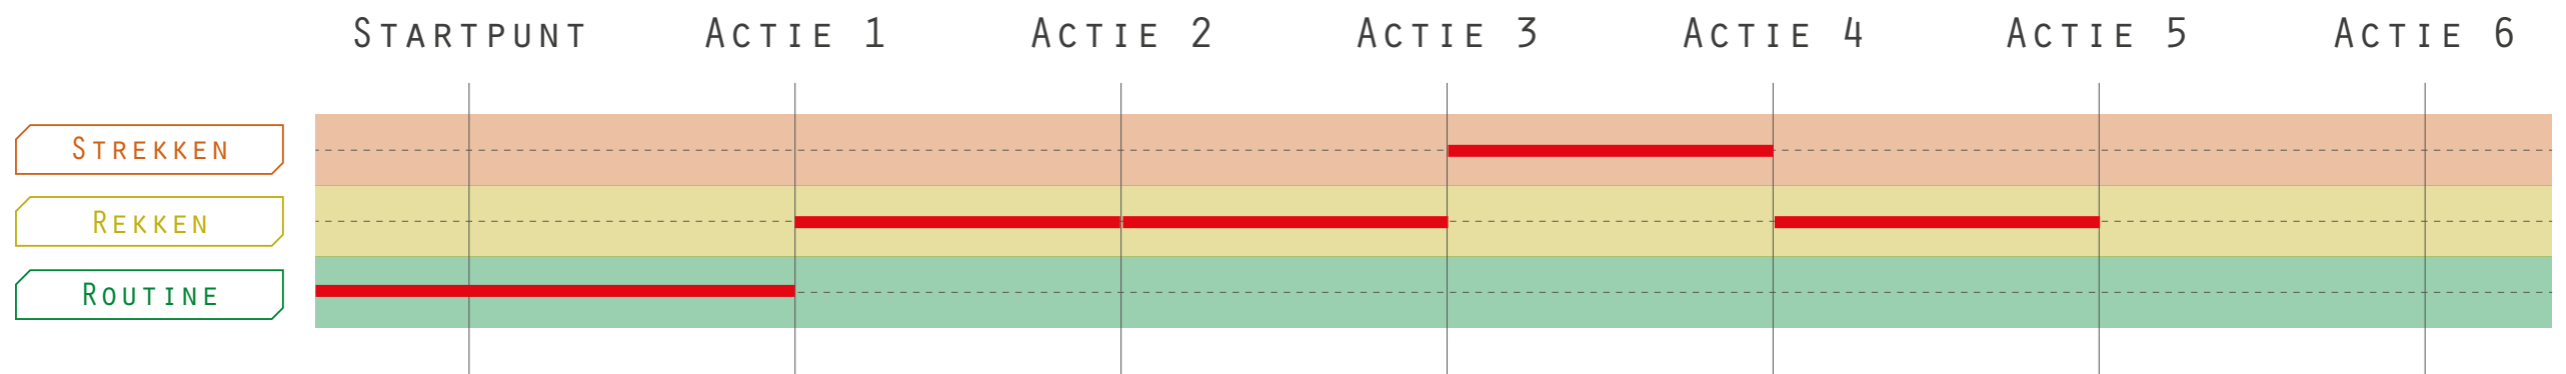 Startpunt Actie 1 Actie 2 Actie 3 Actie 4 Actie 5 Actie 6
Strekken
Rekken
Routine